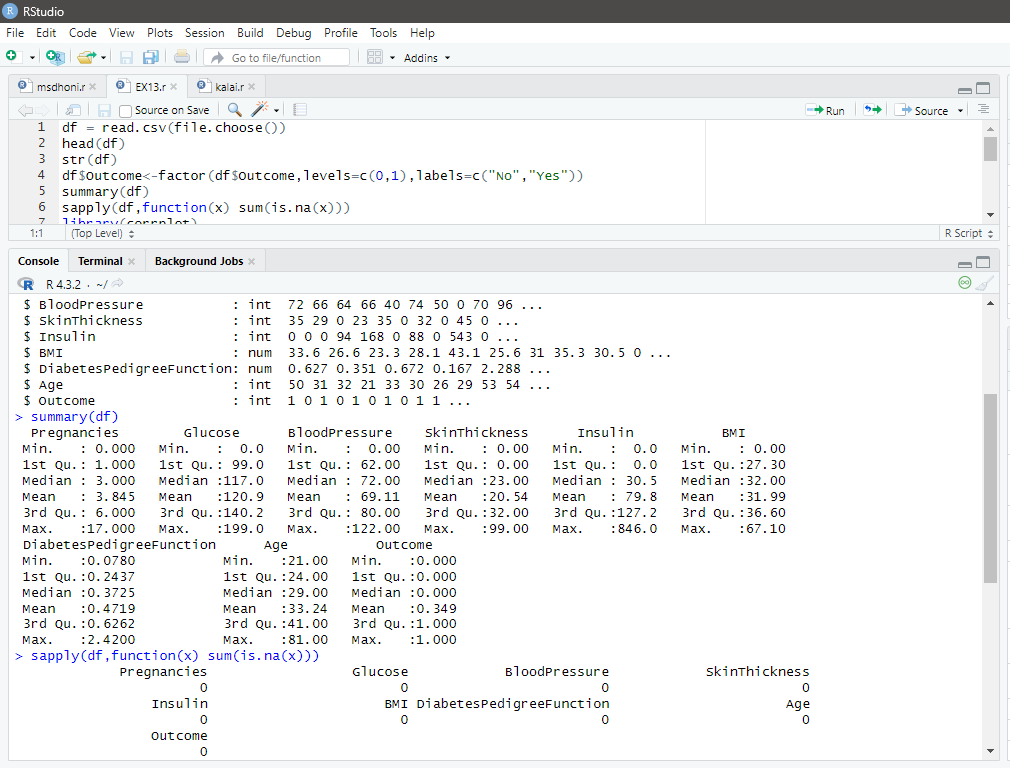 RStudio
File Edit Code View Plots Session Build Debug Profile Tools Help
Go to file/function Addins
msdhoni.r EX13.r kalai.r
Source on Save Run Source
1 df = read.csv(file.choose())
2 head(df)
3 str(df)
4 df$Outcome<-factor(df$Outcome,levels=c(0,1),labels=c("No","Yes"))
5 summary(df)
6 sapply(df,function(x) sum(is.na(x)))
7 library(corrplot)
1:1 (Top Level) R Script
Console Terminal Background Jobs
R 4.3.2 · ~/
$ BloodPressure : int 72 66 64 66 40 74 50 0 70 96 ...
$ SkinThickness : int 35 29 0 23 35 0 32 0 45 0 ...
$ Insulin : int 0 0 0 94 168 0 88 0 543 0 ...
$ BMI : num 33.6 26.6 23.3 28.1 43.1 25.6 31 35.3 30.5 0 ...
$ DiabetesPedigreeFunction: num 0.627 0.351 0.672 0.167 2.288 ...
$ Age : int 50 31 32 21 33 30 26 29 53 54 ...
$ Outcome : int 1 0 1 0 1 0 1 0 1 1 ...
> summary(df)
Pregnancies Glucose BloodPressure SkinThickness Insulin BMI
Min. : 0.000 Min. : 0.0 Min. : 0.00 Min. : 0.00 Min. : 0.0 Min. : 0.00
1st Qu.: 1.000 1st Qu.: 99.0 1st Qu.: 62.00 1st Qu.: 0.00 1st Qu.: 0.0 1st Qu.:27.30
Median : 3.000 Median :117.0 Median : 72.00 Median :23.00 Median : 30.5 Median :32.00
Mean : 3.845 Mean :120.9 Mean : 69.11 Mean :20.54 Mean : 79.8 Mean :31.99
3rd Qu.: 6.000 3rd Qu.:140.2 3rd Qu.: 80.00 3rd Qu.:32.00 3rd Qu.:127.2 3rd Qu.:36.60
Max. :17.000 Max. :199.0 Max. :122.00 Max. :99.00 Max. :846.0 Max. :67.10
DiabetesPedigreeFunction Age Outcome
Min. :0.0780 Min. :21.00 Min. :0.000
1st Qu.:0.2437 1st Qu.:24.00 1st Qu.:0.000
Median :0.3725 Median :29.00 Median :0.000
Mean :0.4719 Mean :33.24 Mean :0.349
3rd Qu.:0.6262 3rd Qu.:41.00 3rd Qu.:1.000
Max. :2.4200 Max. :81.00 Max. :1.000
> sapply(df,function(x) sum(is.na(x)))
Pregnancies Glucose BloodPressure SkinThickness
0 0 0 0
Insulin BMI DiabetesPedigreeFunction Age
0 0 0 0
Outcome
0